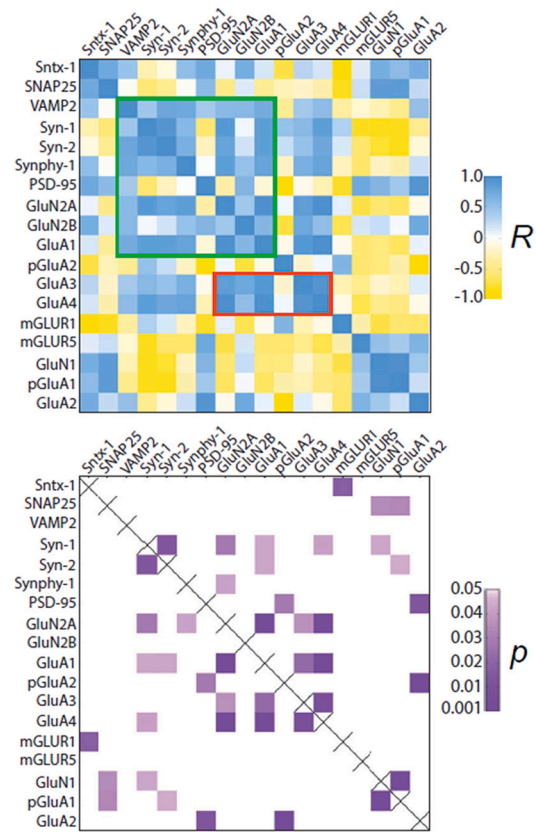 Sntx-1 SNAP25 VAMP2 Syn-1 Syn-2 Synphy-1 PSD-95 GluN2A GluN2B GluA1 pGluA2 GluA3 GluA4 mGLUR1 mGLUR5 GluN1 pGluA1 GluA2
Sntx-1
SNAP25
VAMP2
Syn-1
Syn-2
Synphy-1
PSD-95
GluN2A
GluN2B
GluA1
pGluA2
GluA3
GluA4
mGLUR1
mGLUR5
GluN1
pGluA1
GluA2
1.0
0.5
0
-0.5
-1.0
R
Sntx-1 SNAP25 VAMP2 Syn-1 Syn-2 Synphy-1 PSD-95 GluN2A GluN2B GluA1 pGluA2 GluA3 GluA4 mGLUR1 mGLUR5 GluN1 pGluA1 GluA2
Sntx-1
SNAP25
VAMP2
Syn-1
Syn-2
Synphy-1
PSD-95
GluN2A
GluN2B
GluA1
pGluA2
GluA3
GluA4
mGLUR1
mGLUR5
GluN1
pGluA1
GluA2
0.05
0.04
0.03
0.02
0.01
0.001
p